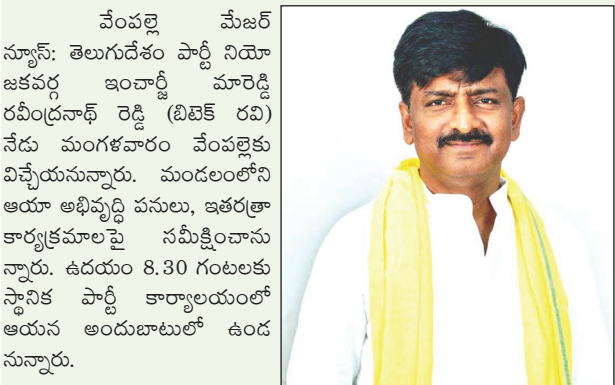 వేంపల్లె మేజర్
న్యూస్: తెలుగుదేశం పార్టీ నియో
జకవర్గ ఇంచార్జీ మారెడ్డి
రవీంద్రనాథ్ రెడ్డి (బిటెక్ రవి)
నేడు మంగళవారం వేంపల్లెకు
విచ్చేయనున్నారు. మండలంలోని
ఆయా అభివృద్ధి పనులు, ఇతరత్రా
కార్యక్రమాలపై సమీక్షించాను
న్నారు. ఉదయం 8.30 గంటలకు
స్థానిక పార్టీ కార్యాలయంలో
ఆయన అందుబాటులో ఉండ
నున్నారు.